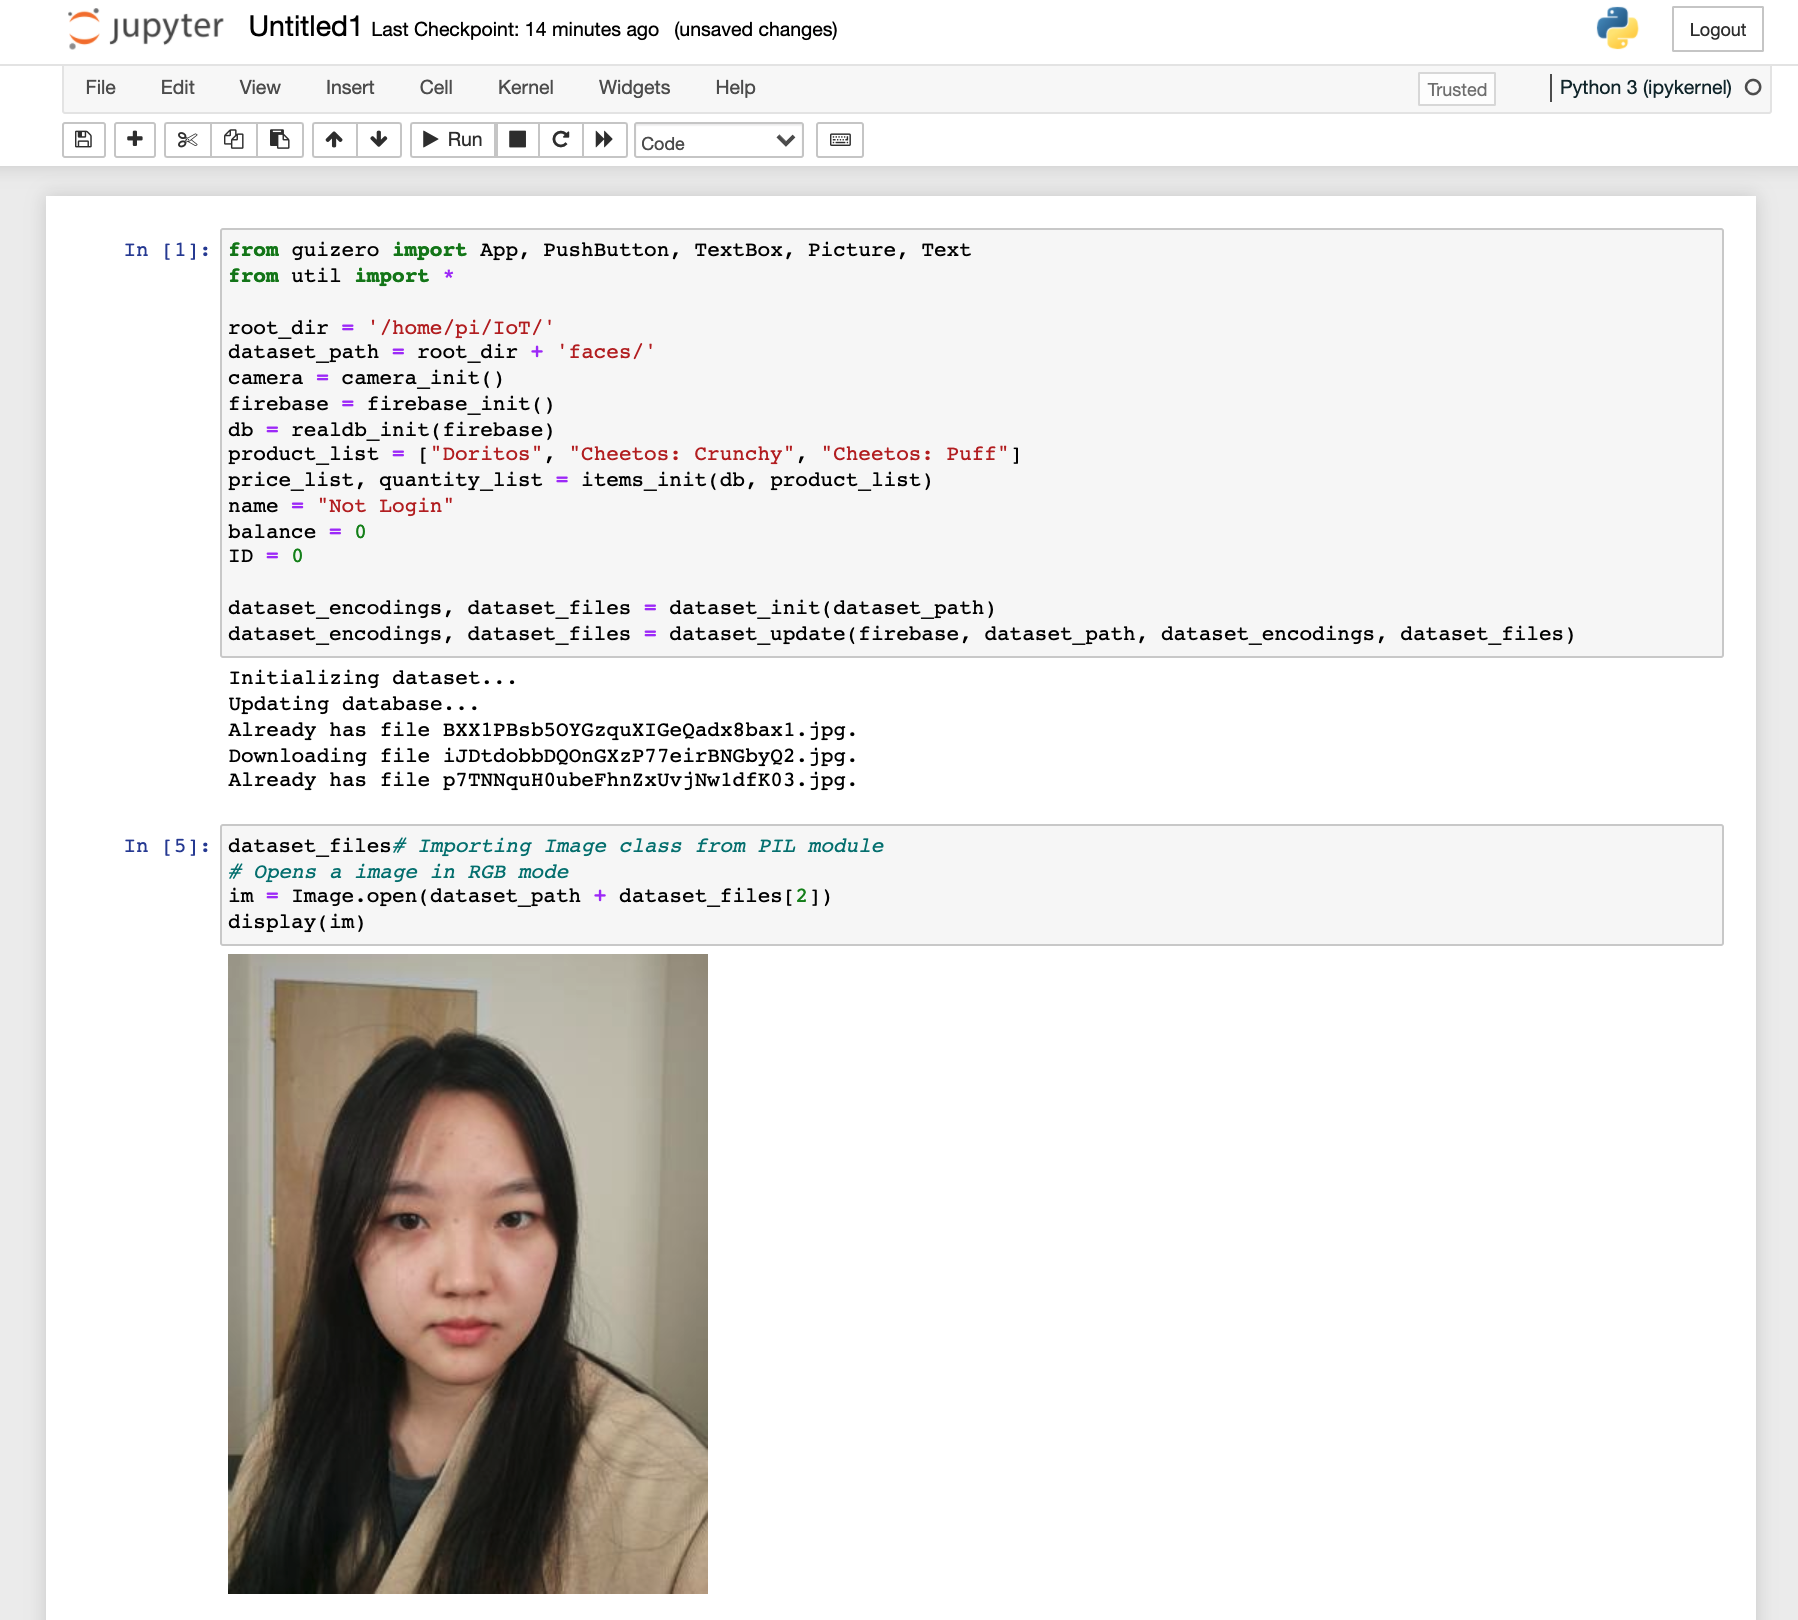 jupyter Untitled1 Last Checkpoint: 14 minutes ago (unsaved changes)
Logout
File Edit View Insert Cell Kernel Widgets Help
Trusted
Python 3 (ipykernel)
Run
Code
In [1]:
from guizero import App, PushButton, TextBox, Picture, Text
from util import *
root_dir = '/home/pi/IoT/'
dataset_path = root_dir + 'faces/'
camera = camera_init()
firebase = firebase_init()
db = realdb_init(firebase)
product_list = ["Doritos", "Cheetos: Crunchy", "Cheetos: Puff"]
price_list, quantity_list = items_init(db, product_list)
name = "Not Login"
balance = 0
ID = 0
dataset_encodings, dataset_files = dataset_init(dataset_path)
dataset_encodings, dataset_files = dataset_update(firebase, dataset_path, dataset_encodings, dataset_files)
Initializing dataset...
Updating database...
Already has file BXX1PBsb5OYGzquXIGeQadx8bax1.jpg.
Downloading file iJDtdobbDQOnGXzP77eirBNGbyQ2.jpg.
Already has file p7TNNquH0ubeFhnZxUvjNw1dfK03.jpg.
In [5]:
dataset_files# Importing Image class from PIL module
# Opens a image in RGB mode
im = Image.open(dataset_path + dataset_files[2])
display(im)